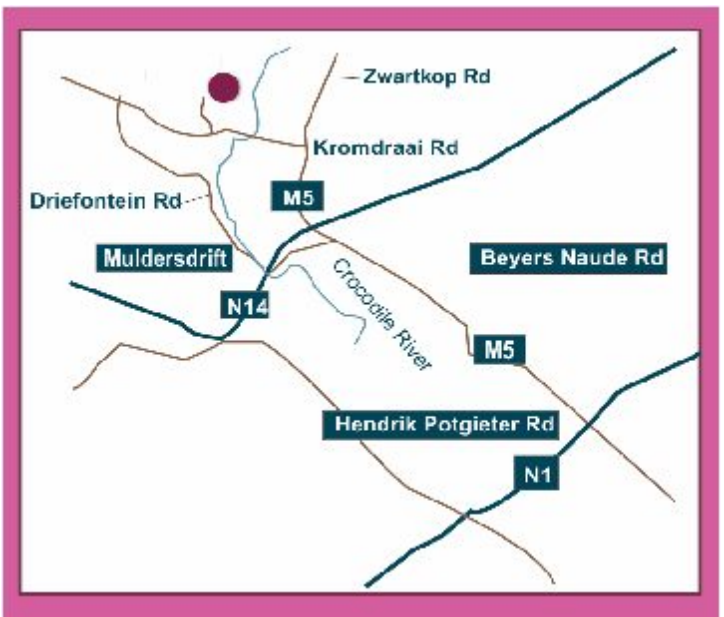 Zwartkop Rd
Kromdraai Rd
Driefontein Rd
M5
Muldersdrift
Beyers Naude Rd
N14
Crocodile River
M5
Hendrik Potgieter Rd
N1